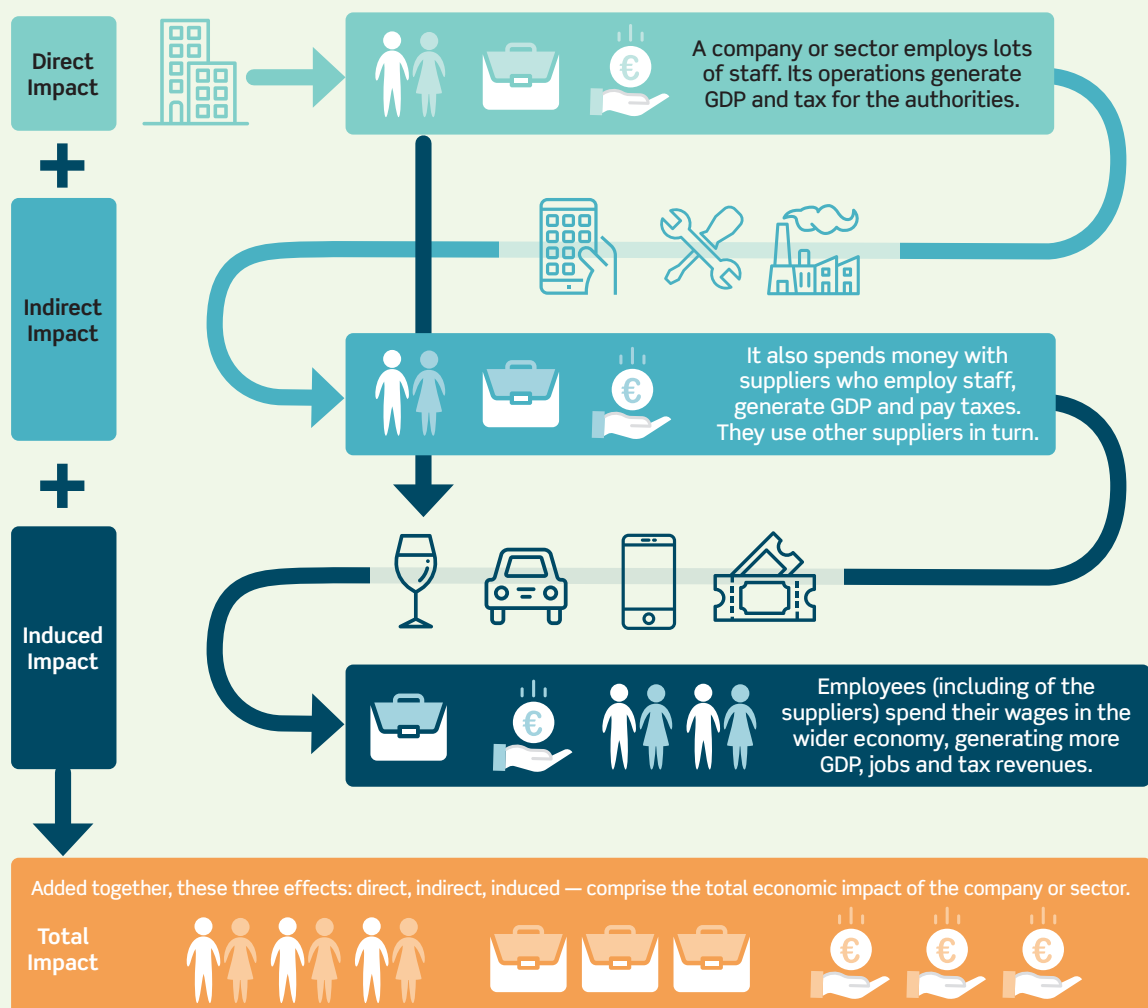 Direct
Impact
A company or sector employs lots
of staff. Its operations generate
GDP and tax for the authorities.
+
Indirect
Impact
It also spends money with
suppliers who employ staff,
generate GDP and pay taxes.
They use other suppliers in turn.
+
Induced
Impact
Employees (including of the
suppliers) spend their wages in the
wider economy, generating more
GDP, jobs and tax revenues.
Added together, these three effects: direct, indirect, induced — comprise the total economic impact of the company or sector.
Total
Impact